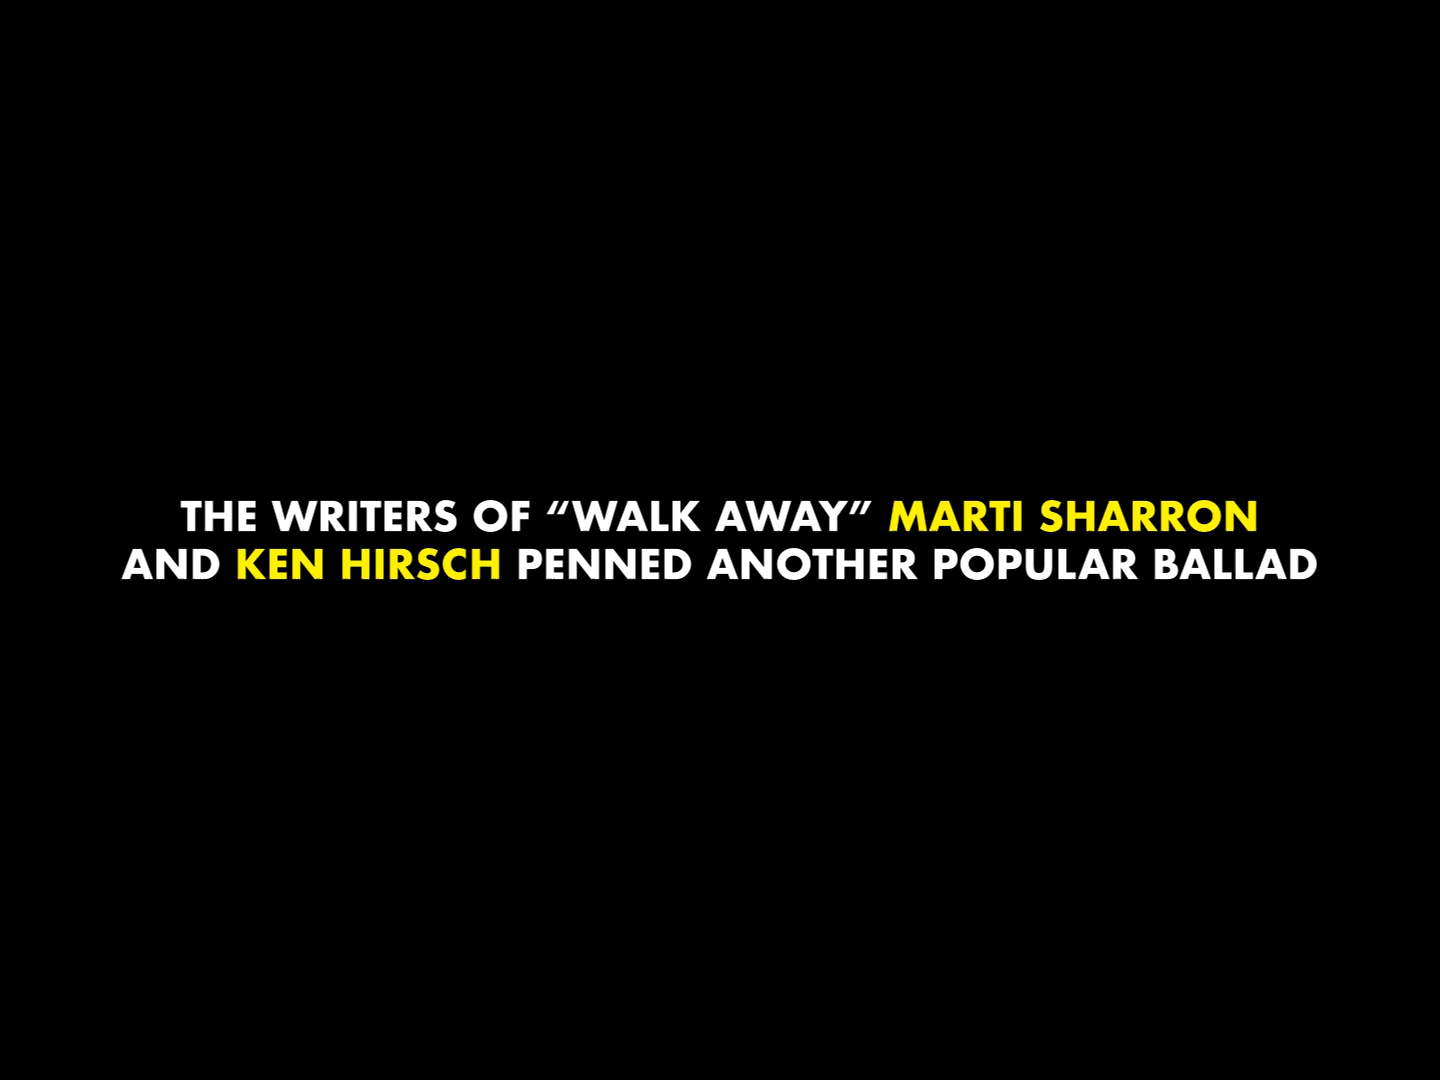 THE WRITERS OF “WALK AWAY” MARTI SHARRON
AND KEN HIRSCH PENNED ANOTHER POPULAR BALLAD